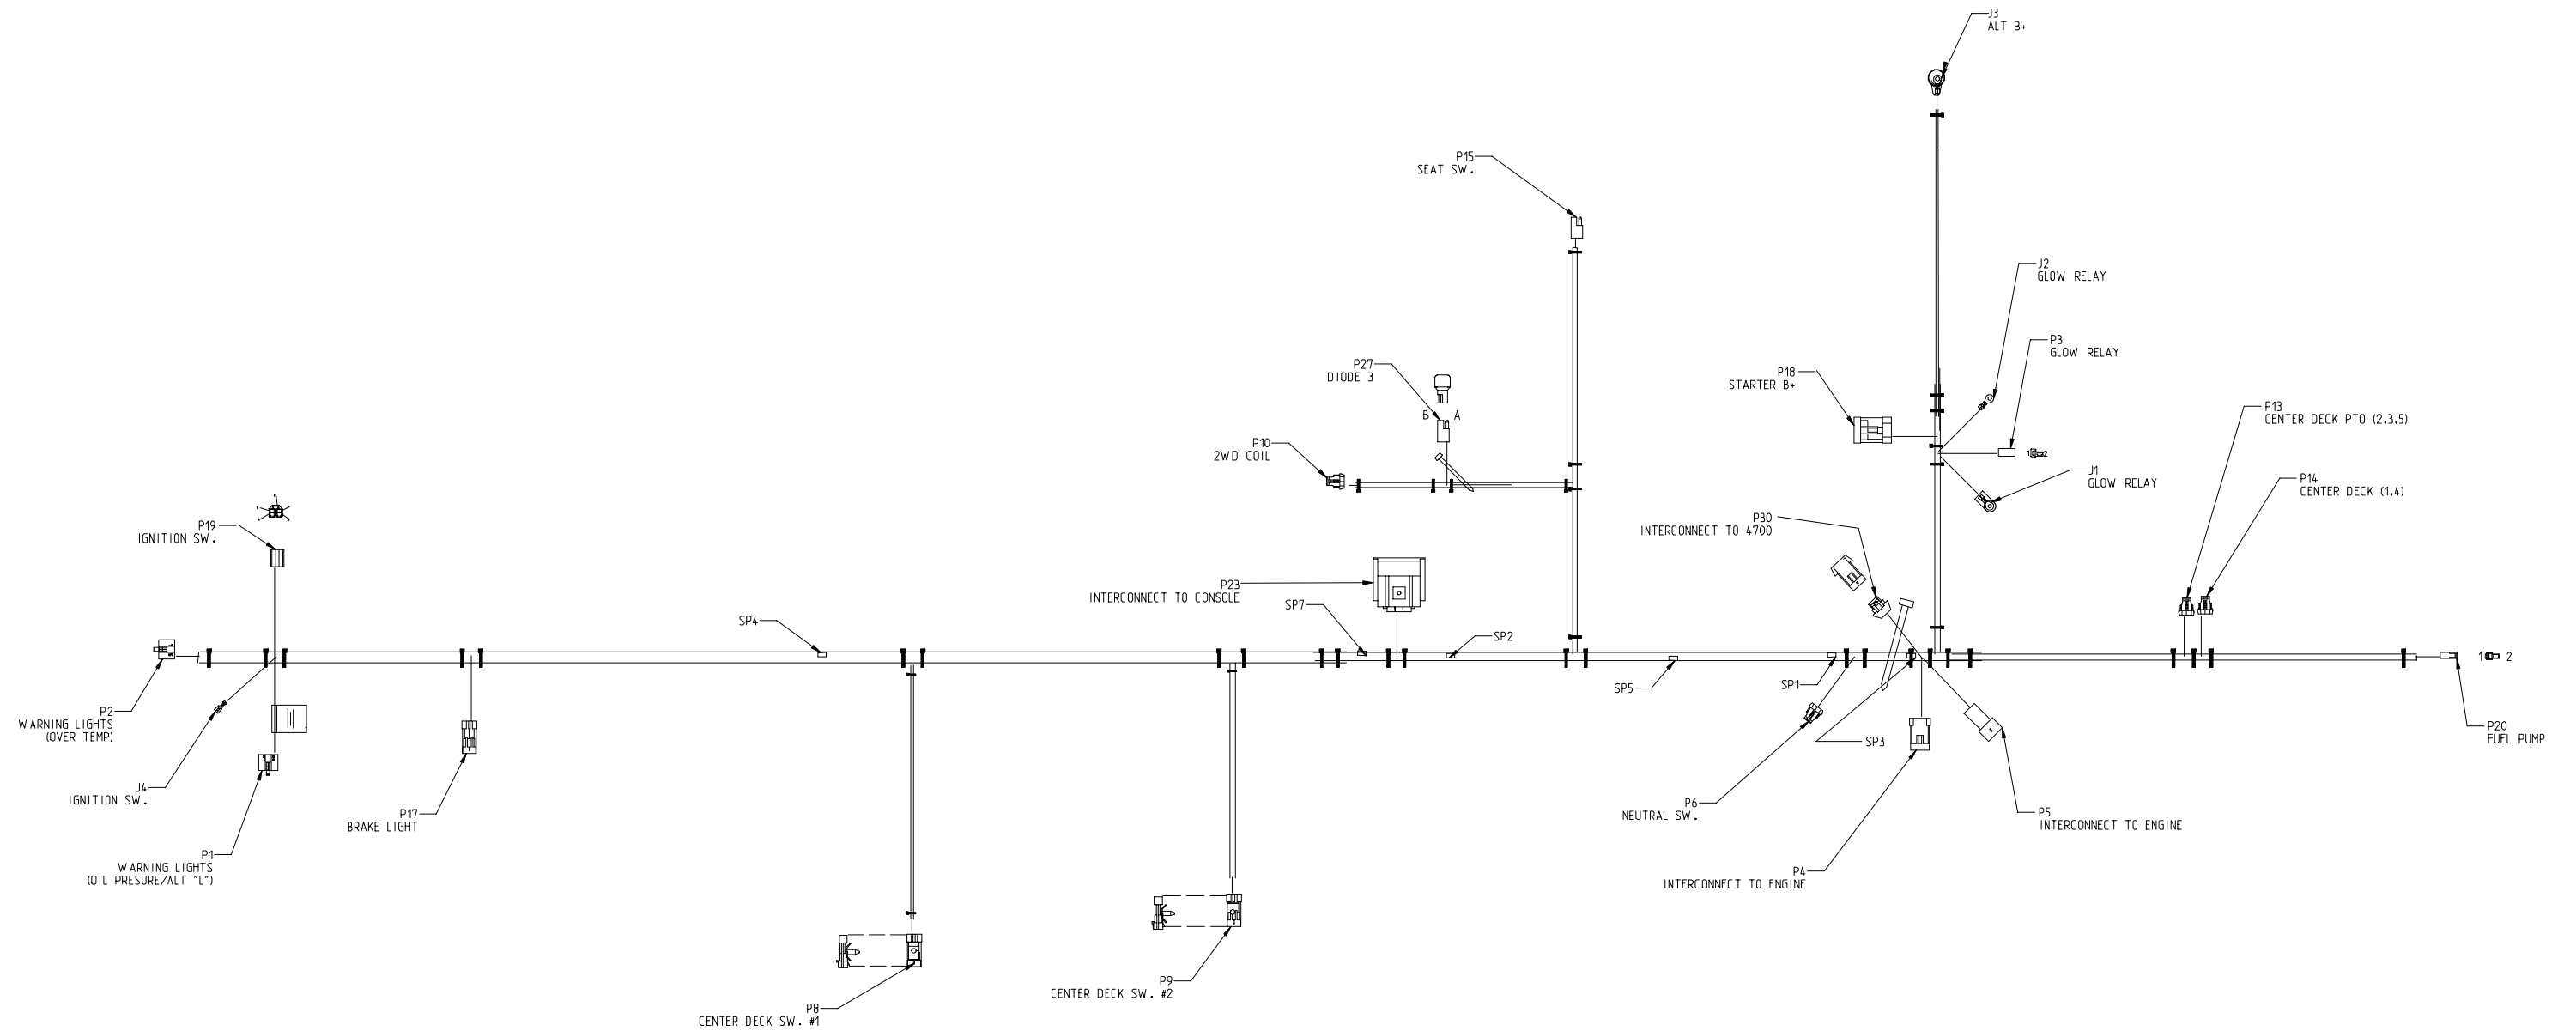 J3
ALT B+
P15
SEAT SW.
J2
GLOW RELAY
P3
GLOW RELAY
P27
DIODE 3
P18
STARTER B+
B A
P13
CENTER DECK PTO (2.3.5)
P10
2WD COIL
1 2
J1
GLOW RELAY
P14
CENTER DECK (1.4)
P19
IGNITION SW.
P30
INTERCONNECT TO 4700
P23
INTERCONNECT TO CONSOLE
SP7
SP4
SP2
SP5
SP1
1 2
P2
WARNING LIGHTS
(OVER TEMP)
P20
FUEL PUMP
SP3
J4
IGNITION SW.
P17
BRAKE LIGHT
P6
NEUTRAL SW.
P5
INTERCONNECT TO ENGINE
P1
WARNING LIGHTS
(OIL PRESURE/ALT "L")
P4
INTERCONNECT TO ENGINE
P9
CENTER DECK SW. #2
P8
CENTER DECK SW. #1